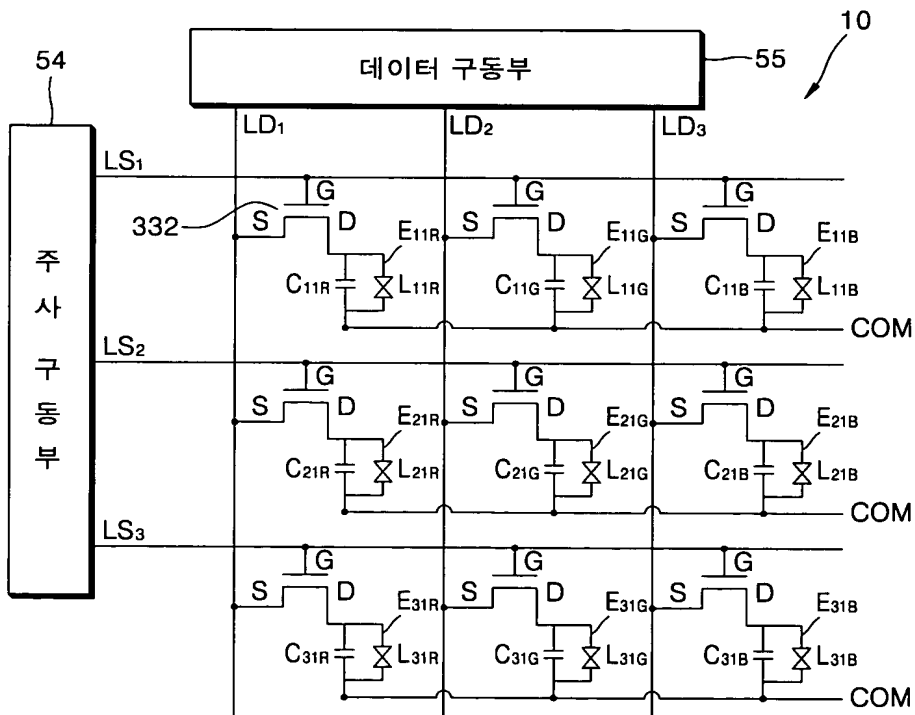 10
54
데이터 구동부
55
LD1 LD2 LD3
LS1
G G G
332 S D S D S D
E11R E11G E11B
C11R L11R C11G L11G C11B L11B
COM
주사구동부
LS2
G G G
S D S D S D
E21R E21G E21B
C21R L21R C21G L21G C21B L21B
COM
LS3
G G G
S D S D S D
E31R E31G E31B
C31R L31R C31G L31G C31B L31B
COM